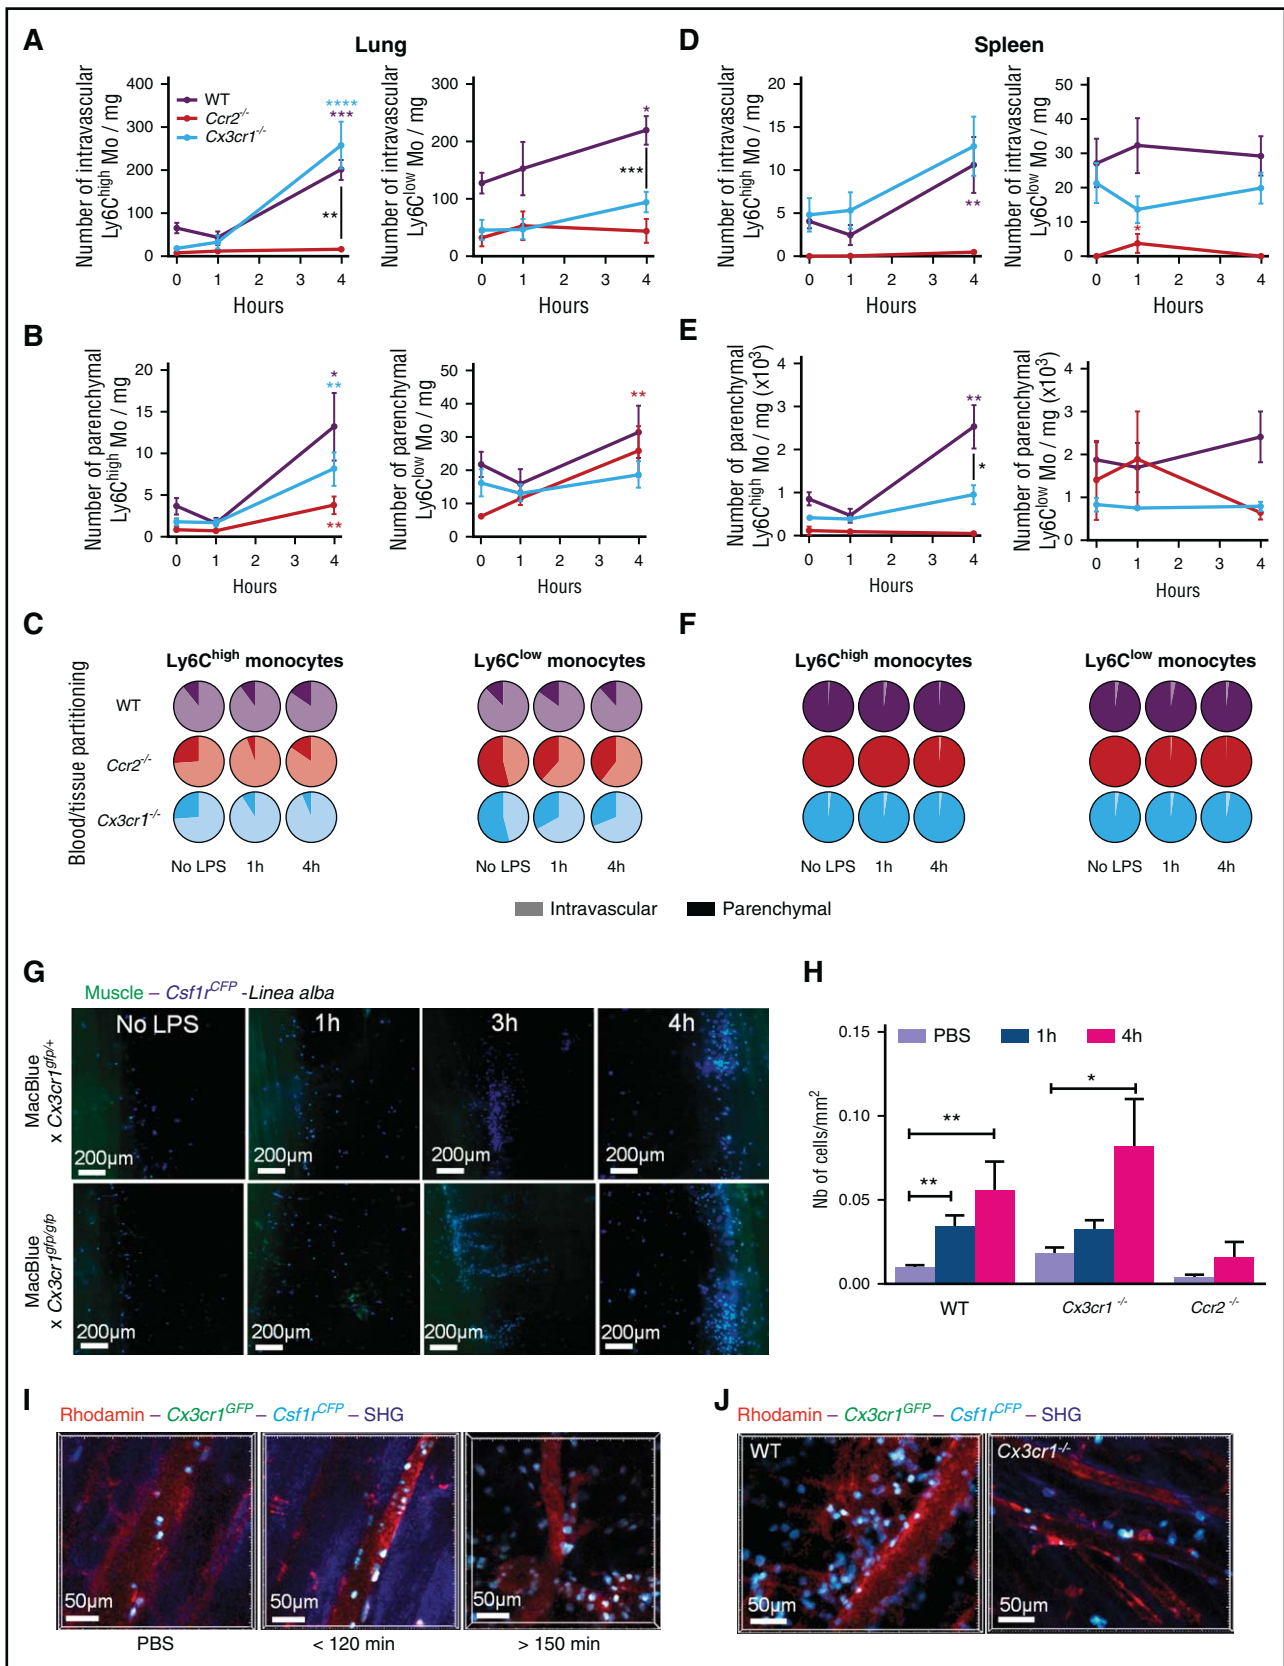 A
Lung
Number of intravascular
Ly6C^high Mo / mg
400
300
200
100
0
WT
Ccr2^-/-
Cx3cr1^-/-
****
***
**
0 1 2 3 4
Hours
Number of intravascular
Ly6C^low Mo / mg
300
200
100
0
*
***
0 1 2 3 4
Hours
D
Spleen
Number of intravascular
Ly6C^high Mo / mg
20
15
10
5
0
**
0 1 2 3 4
Hours
Number of intravascular
Ly6C^low Mo / mg
50
40
30
20
10
0
*
0 1 2 3 4
Hours
B
Number of parenchymal
Ly6C^high Mo / mg
20
15
10
5
0
*
**
**
0 1 2 3 4
Hours
Number of parenchymal
Ly6C^low Mo / mg
50
40
30
20
10
0
**
0 1 2 3 4
Hours
E
Number of parenchymal
Ly6C^high Mo / mg (x10^3)
4
3
2
1
0
**
*
0 1 2 3 4
Hours
Number of parenchymal
Ly6C^low Mo / mg (x10^3)
4
3
2
1
0
0 1 2 3 4
Hours
C
Blood/tissue partitioning
Ly6C^high monocytes
Ly6C^low monocytes
WT
Ccr2^-/-
Cx3cr1^-/-
No LPS 1h 4h
No LPS 1h 4h
F
Ly6C^high monocytes
Ly6C^low monocytes
No LPS 1h 4h
No LPS 1h 4h
Intravascular
Parenchymal
G
Muscle – Csf1r^CFP -Linea alba
MacBlue
x Cx3cr1^gfp/+
No LPS
1h
3h
4h
200µm
200µm
200µm
200µm
MacBlue
x Cx3cr1^gfp/gfp
200µm
200µm
200µm
200µm
H
Nb of cells/mm^2
0.15
0.10
0.05
0.00
PBS
1h
4h
**
**
*
WT
Cx3cr1^-/-
Ccr2^-/-
I
Rhodamin – Cx3cr1^GFP – Csf1r^CFP – SHG
50µm
50µm
50µm
PBS
< 120 min
> 150 min
J
Rhodamin – Cx3cr1^GFP – Csf1r^CFP – SHG
WT
Cx3cr1^-/-
50µm
50µm